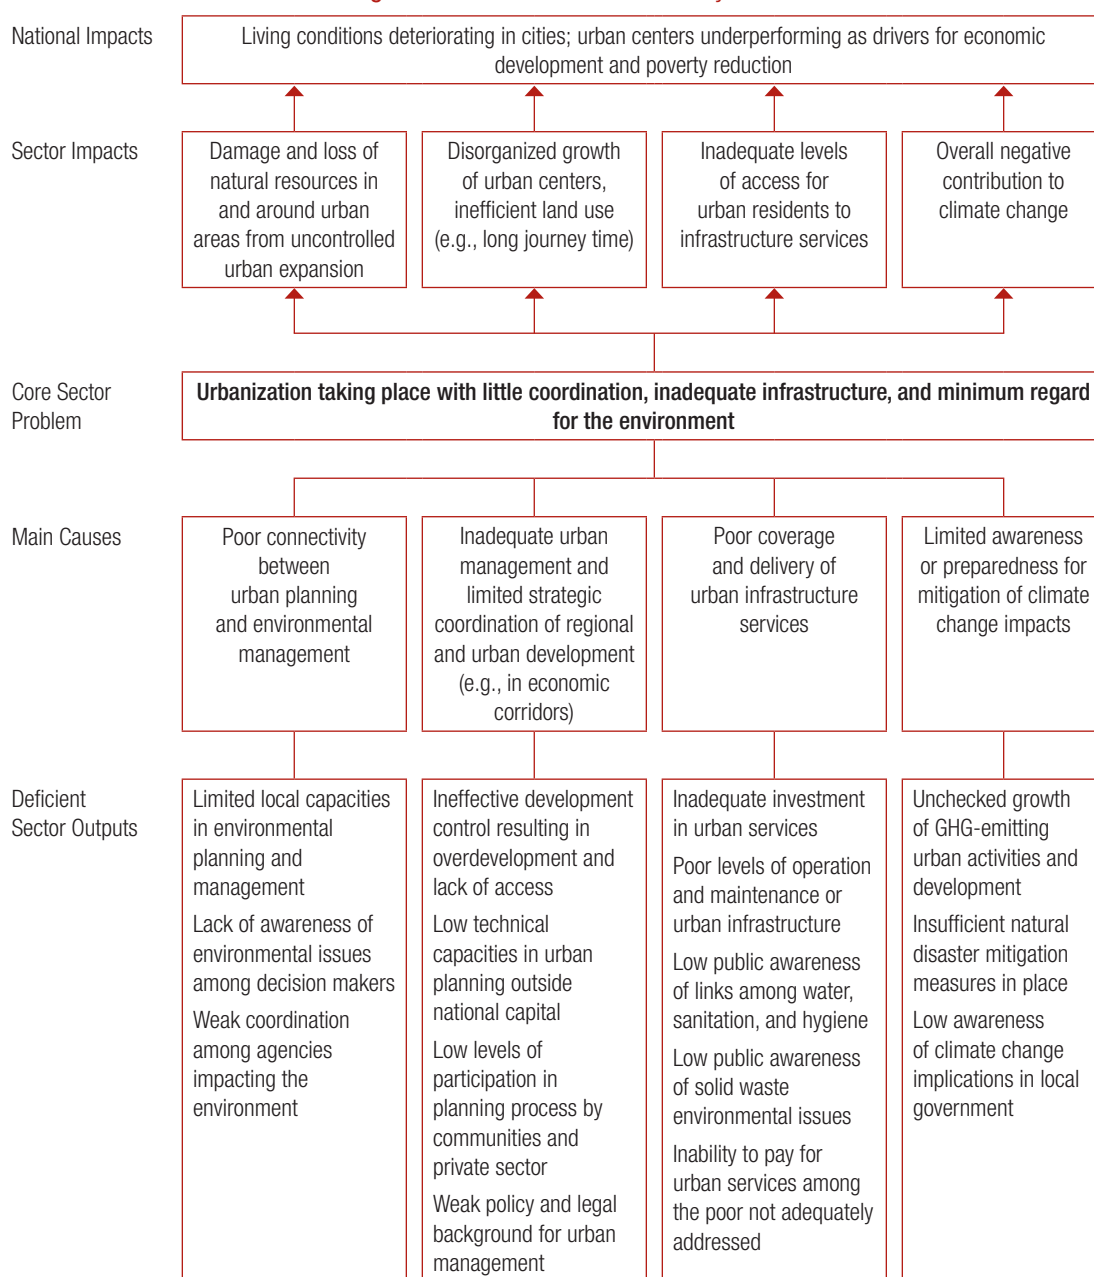 National Impacts
Living conditions deteriorating in cities; urban centers underperforming as drivers for economic
development and poverty reduction
Sector Impacts
Damage and loss of
natural resources in
and around urban
areas from uncontrolled
urban expansion
Disorganized growth
of urban centers,
inefficient land use
(e.g., long journey time)
Inadequate levels
of access for
urban residents to
infrastructure services
Overall negative
contribution to
climate change
Core Sector
Problem
Urbanization taking place with little coordination, inadequate infrastructure, and minimum regard
for the environment
Main Causes
Poor connectivity
between
urban planning
and environmental
management
Inadequate urban
management and
limited strategic
coordination of regional
and urban development
(e.g., in economic
corridors)
Poor coverage
and delivery of
urban infrastructure
services
Limited awareness
or preparedness for
mitigation of climate
change impacts
Deficient
Sector Outputs
Limited local capacities
in environmental
planning and
management
Lack of awareness of
environmental issues
among decision makers
Weak coordination
among agencies
impacting the
environment
Ineffective development
control resulting in
overdevelopment and
lack of access
Low technical
capacities in urban
planning outside
national capital
Low levels of
participation in
planning process by
communities and
private sector
Weak policy and legal
background for urban
management
Inadequate investment
in urban services
Poor levels of operation
and maintenance or
urban infrastructure
Low public awareness
of links among water,
sanitation, and hygiene
Low public awareness
of solid waste
environmental issues
Inability to pay for
urban services among
the poor not adequately
addressed
Unchecked growth
of GHG-emitting
urban activities and
development
Insufficient natural
disaster mitigation
measures in place
Low awareness
of climate change
implications in local
government